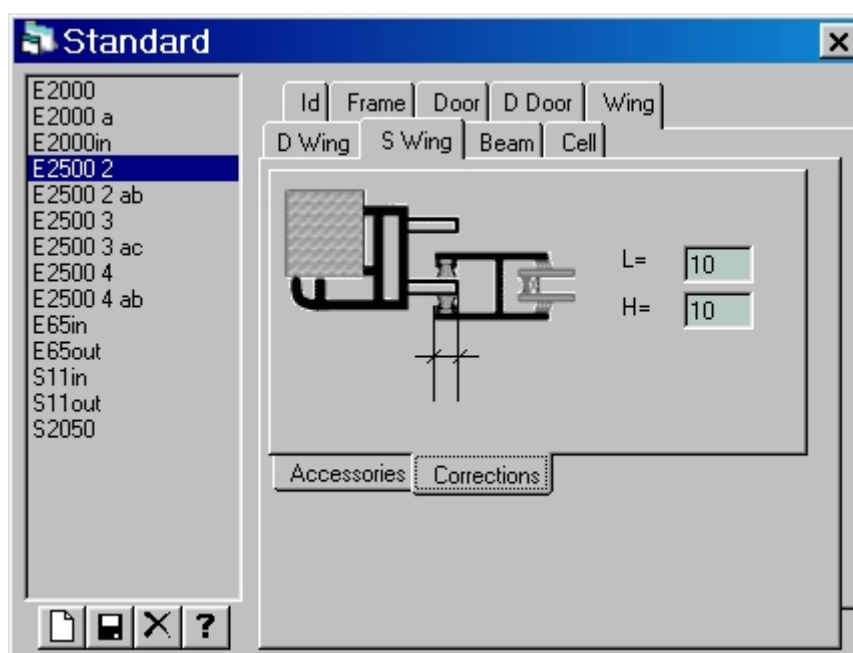 Standard
E2000
E2000 a
E2000in
E2500 2
E2500 2 ab
E2500 3
E2500 3 ac
E2500 4
E2500 4 ab
E65in
E65out
S11in
S11out
S2050
Id Frame Door D Door Wing
D Wing S Wing Beam Cell
L= 10
H= 10
Accessories Corrections
?